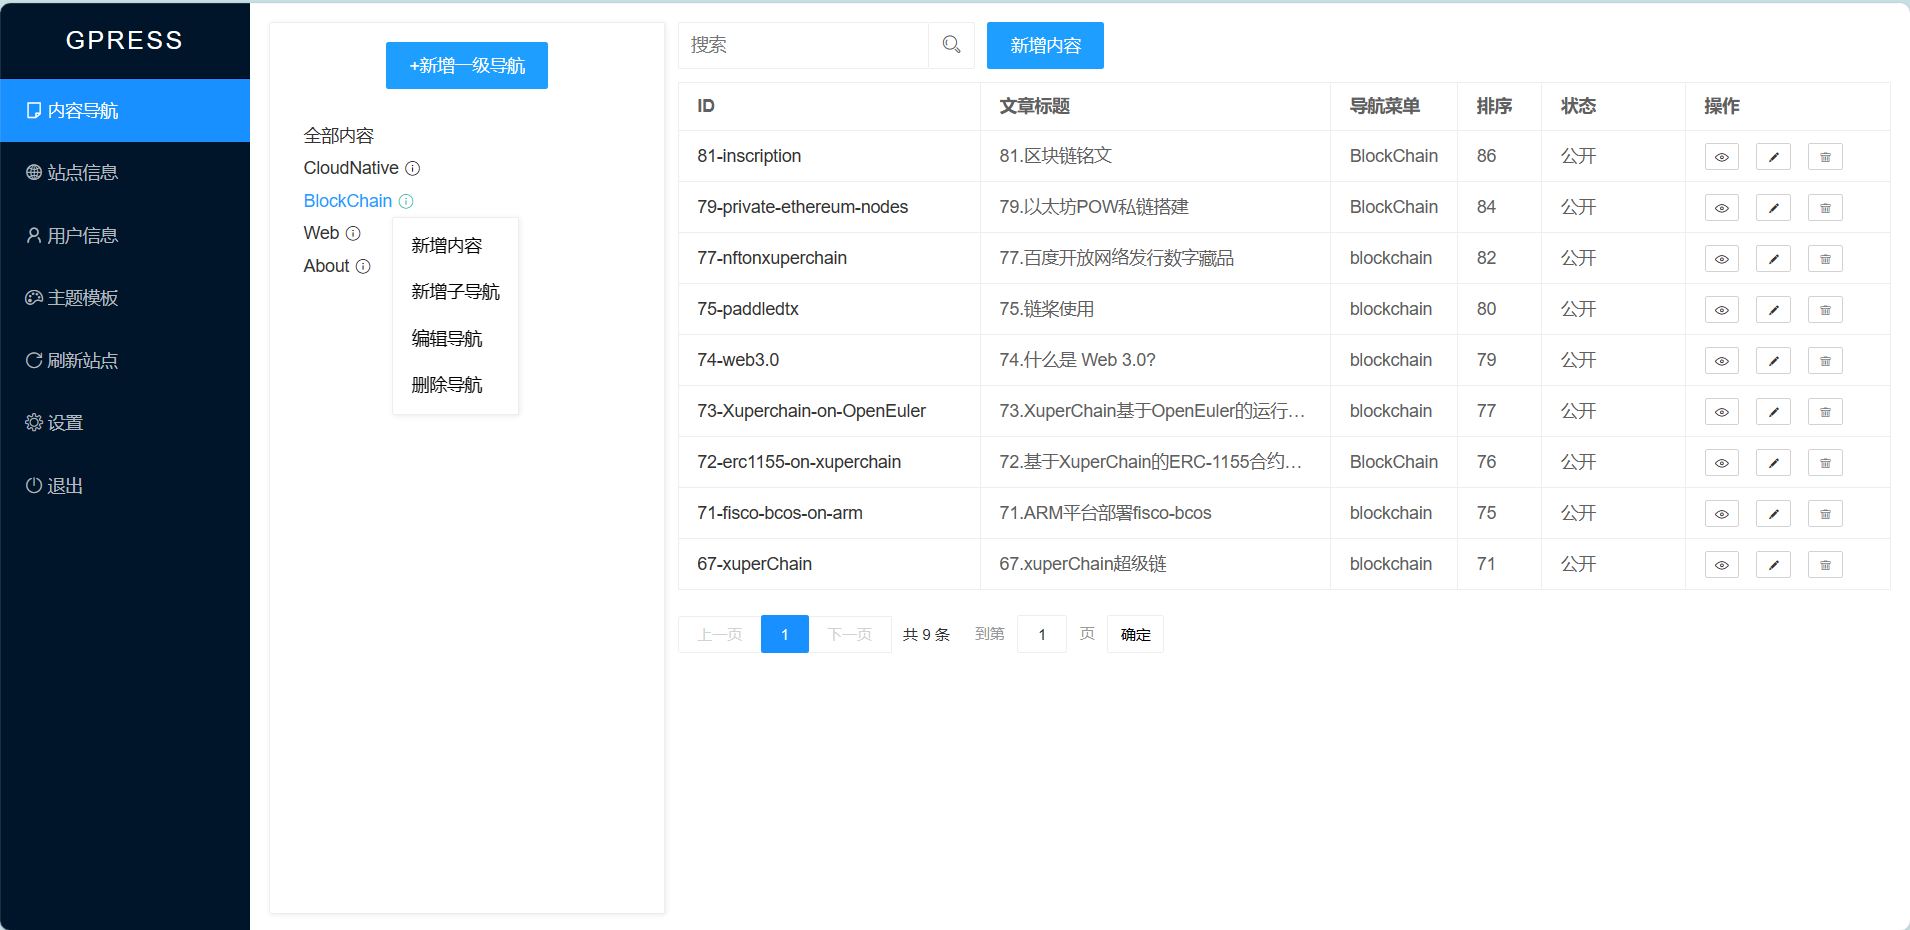 GPRESS
内容导航
站点信息
用户信息
主题模板
刷新站点
设置
退出
+新增一级导航
全部内容
CloudNative
BlockChain
Web
About
新增内容
新增子导航
编辑导航
删除导航
搜索
新增内容
ID 文章标题 导航菜单 排序 状态 操作
81-inscription 81.区块链铭文 BlockChain 86 公开
79-private-ethereum-nodes 79.以太坊POW私链搭建 BlockChain 84 公开
77-nftonxuperchain 77.百度开放网络发行数字藏品 blockchain 82 公开
75-paddledtx 75.链桨使用 blockchain 80 公开
74-web3.0 74.什么是 Web 3.0? blockchain 79 公开
73-Xuperchain-on-OpenEuler 73.XuperChain基于OpenEuler的运行… blockchain 77 公开
72-erc1155-on-xuperchain 72.基于XuperChain的ERC-1155合约… BlockChain 76 公开
71-fisco-bcos-on-arm 71.ARM平台部署fisco-bcos blockchain 75 公开
67-xuperChain 67.xuperChain超级链 blockchain 71 公开
上一页 1 下一页 共 9 条 到第 1 页 确定